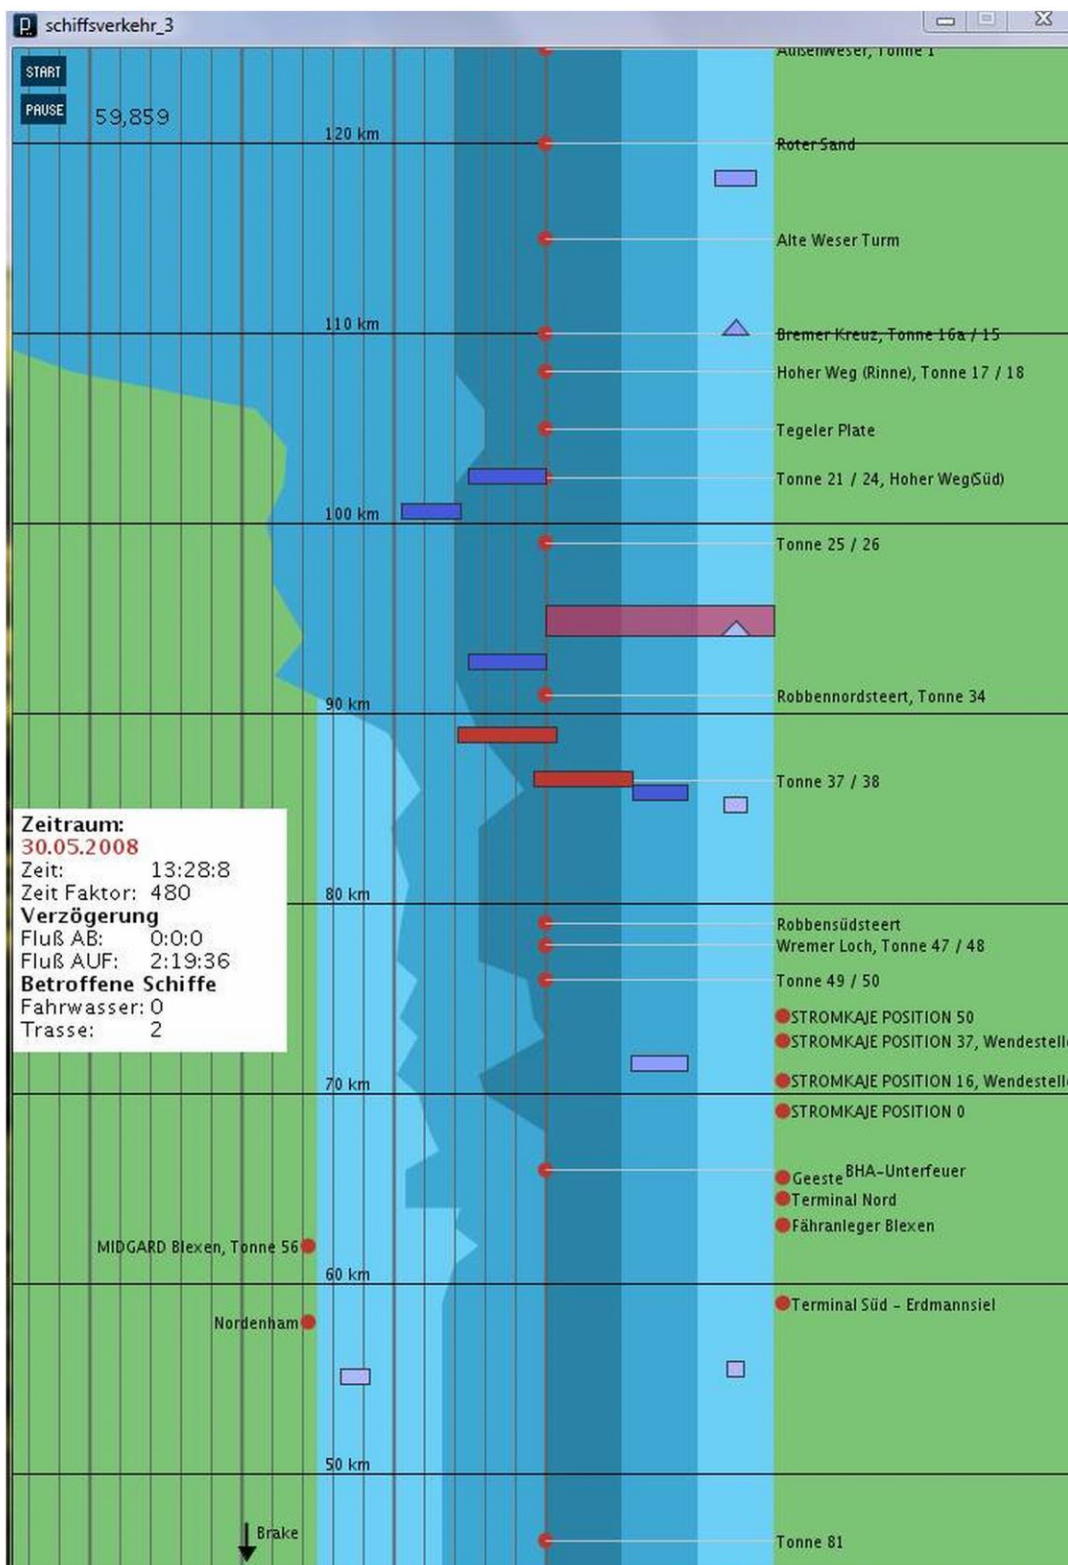 schiffsverkehr_3
Außenweser, Tonne 1
START
PAUSE
59,859
120 km
Roter Sand
Alte Weser Turm
110 km
Bremer Kreuz, Tonne 16a / 15
Hoher Weg (Rinne), Tonne 17 / 18
Tegeler Plate
Tonne 21 / 24, Hoher Weg(Süd)
100 km
Tonne 25 / 26
Robbennordsteert, Tonne 34
90 km
Tonne 37 / 38
Zeitraum:
30.05.2008
Zeit: 13:28:8
Zeit Faktor: 480
Verzögerung
Fluß AB: 0:0:0
Fluß AUF: 2:19:36
Betroffene Schiffe
Fahrwasser: 0
Trasse: 2
80 km
Robbensüdsteert
Wremer Loch, Tonne 47 / 48
Tonne 49 / 50
STROMKAJE POSITION 50
STROMKAJE POSITION 37, Wendestelle
STROMKAJE POSITION 16, Wendestelle
70 km
STROMKAJE POSITION 0
BHA-Unterfeuer
Geeste
Terminal Nord
Fähranleger Blexen
MIDGARD Blexen, Tonne 56
60 km
Terminal Süd - Erdmannsiel
Nordenham
50 km
Brake
Tonne 81